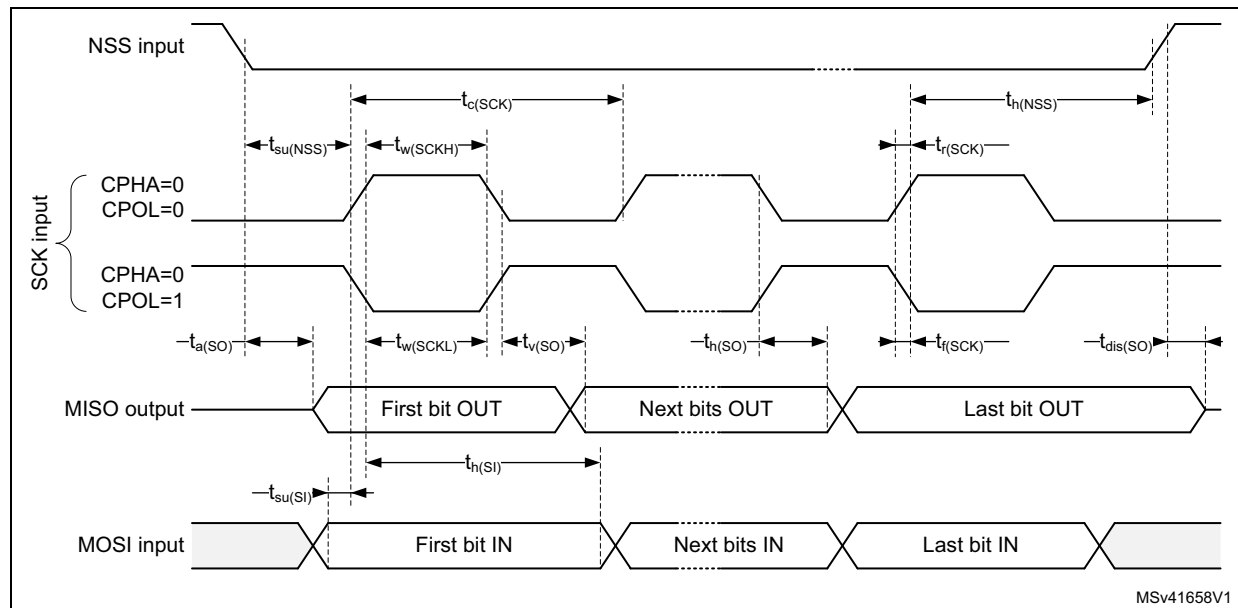 NSS input
tc(SCK)
th(NSS)
tsu(NSS)
tw(SCKH)
tr(SCK)
SCK input
CPHA=0
CPOL=0
CPHA=0
CPOL=1
ta(SO)
tw(SCKL)
tv(SO)
th(SO)
tf(SCK)
tdis(SO)
MISO output
First bit OUT
Next bits OUT
Last bit OUT
th(SI)
tsu(SI)
MOSI input
First bit IN
Next bits IN
Last bit IN
MSv41658V1